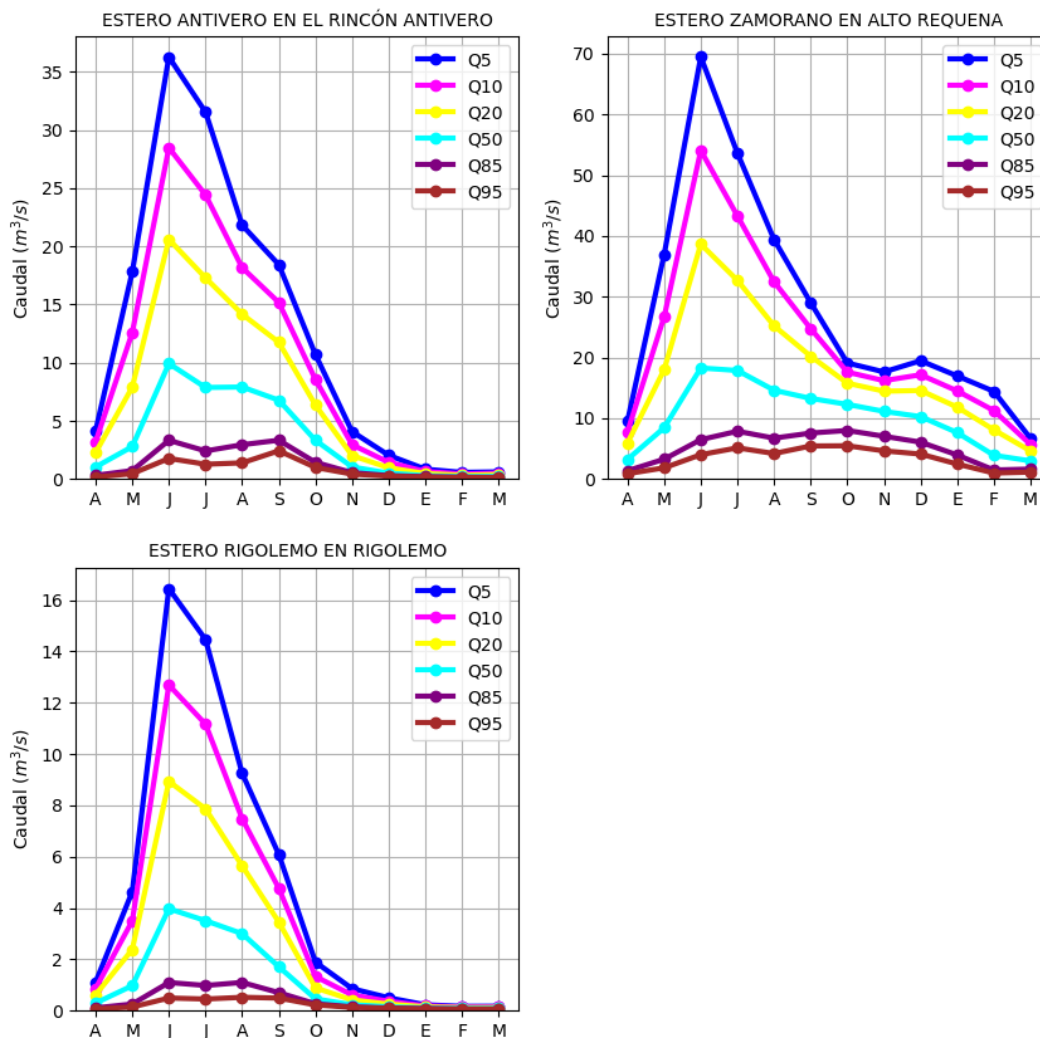 ESTERO ANTIVERO EN EL RINCÓN ANTIVERO
Caudal (m³/s)
35
30
25
20
15
10
5
0
A M J J A S O N D E F M
Q5
Q10
Q20
Q50
Q85
Q95
ESTERO ZAMORANO EN ALTO REQUENA
Caudal (m³/s)
70
60
50
40
30
20
10
0
A M J J A S O N D E F M
Q5
Q10
Q20
Q50
Q85
Q95
ESTERO RIGOLEMO EN RIGOLEMO
Caudal (m³/s)
16
14
12
10
8
6
4
2
0
A M J J A S O N D E F M
Q5
Q10
Q20
Q50
Q85
Q95